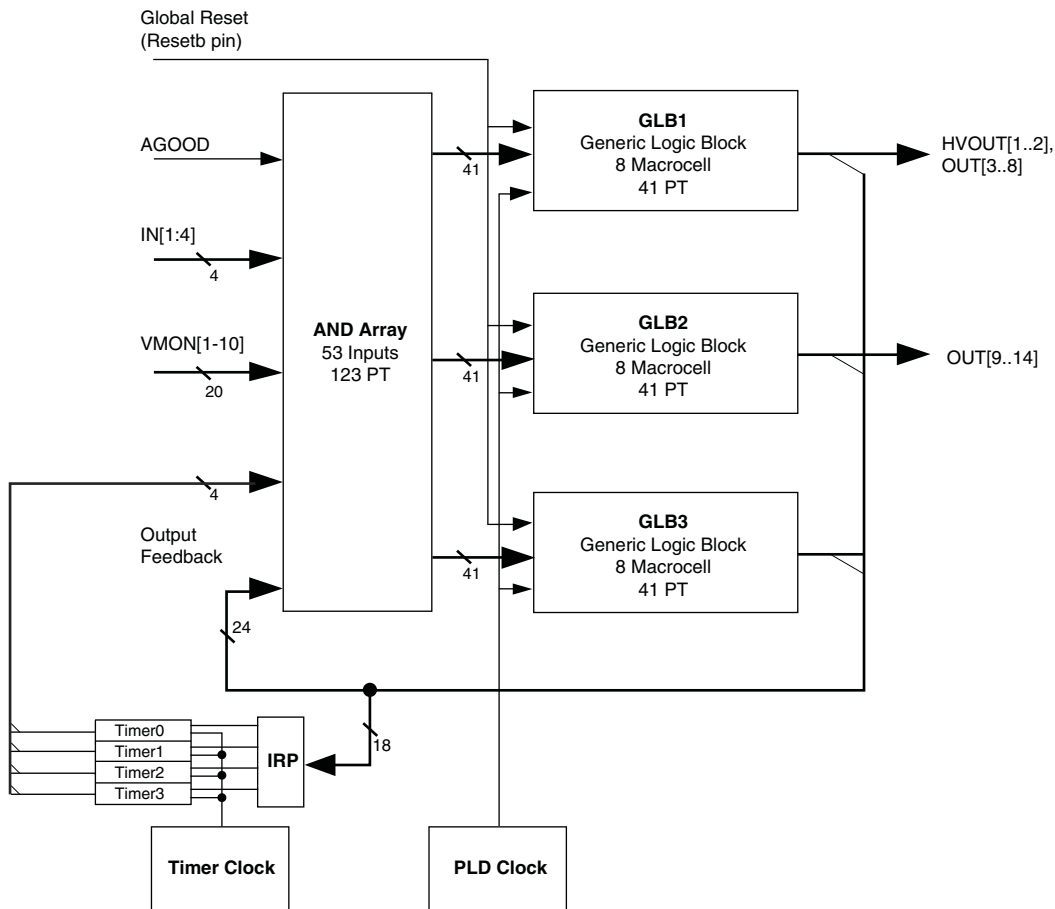 Global Reset
(Resetb pin)
AGOOD
IN[1:4]
4
VMON[1-10]
20
4
Output
Feedback
24
AND Array
53 Inputs
123 PT
41
41
41
GLB1
Generic Logic Block
8 Macrocell
41 PT
HVOUT[1..2],
OUT[3..8]
GLB2
Generic Logic Block
8 Macrocell
41 PT
OUT[9..14]
GLB3
Generic Logic Block
8 Macrocell
41 PT
18
Timer0
Timer1
Timer2
Timer3
IRP
Timer Clock
PLD Clock